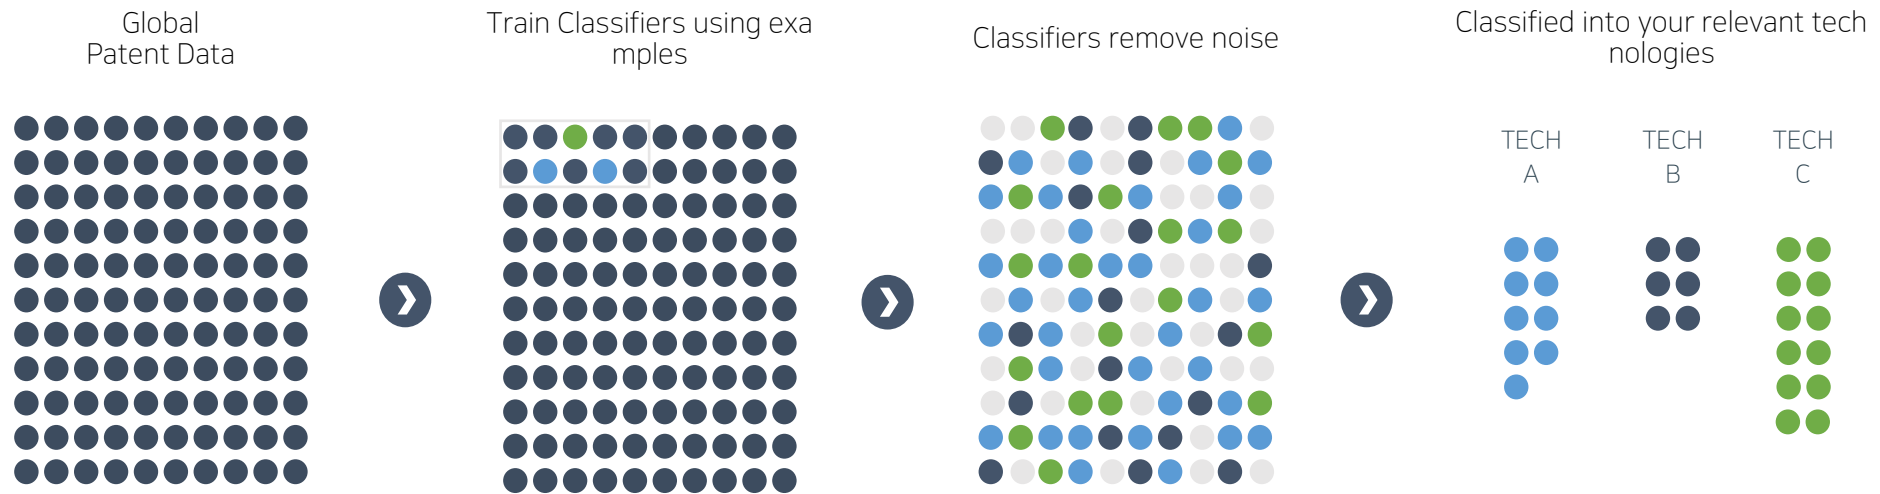 Global
Patent Data
Train Classifiers using exa
mples
Classifiers remove noise
Classified into your relevant tech
nologies
TECH
A
TECH
B
TECH
C